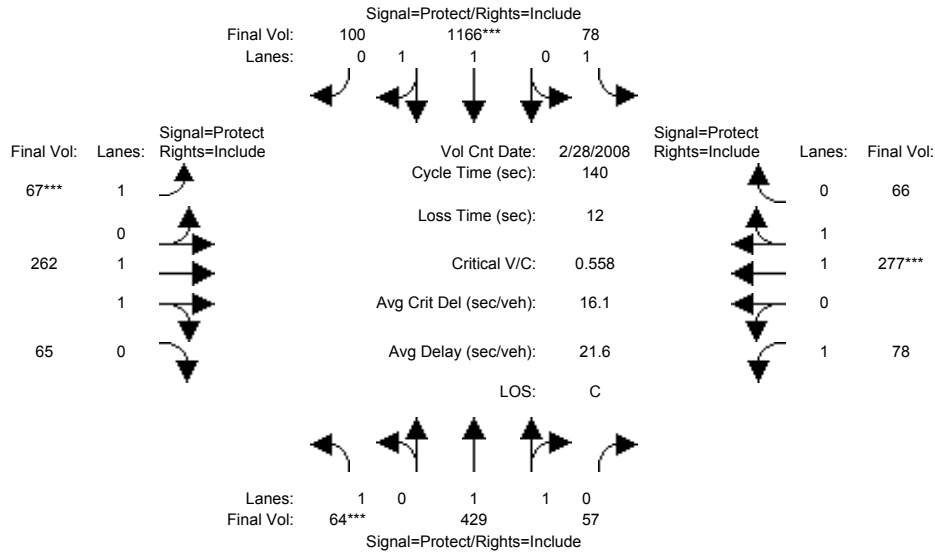 Signal=Protect/Rights=Include
Final Vol: 100 1166*** 78
Lanes: 0 1 1 0 1
Signal=Protect Signal=Protect
Final Vol: Lanes: Rights=Include Vol Cnt Date: 2/28/2008 Rights=Include Lanes: Final Vol:
Cycle Time (sec): 140
67*** 1 0 66
Loss Time (sec): 12
0 1
262 1 Critical V/C: 0.558 1 277***
1 Avg Crit Del (sec/veh): 16.1 0
65 0 Avg Delay (sec/veh): 21.6 1 78
LOS: C
Lanes: 1 0 1 1 0
Final Vol: 64*** 429 57
Signal=Protect/Rights=Include